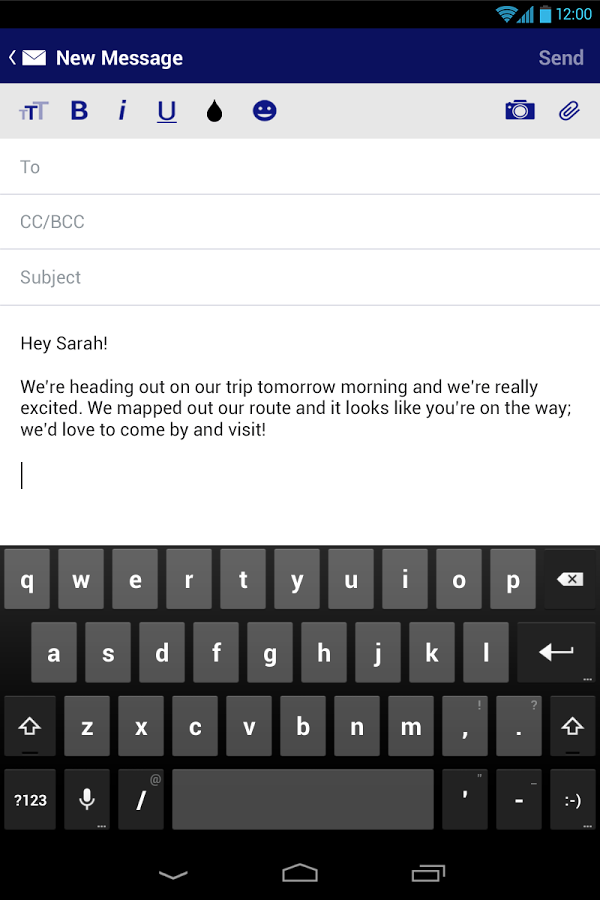 12:00
New Message Send
TTT B i U
To
CC/BCC
Subject
Hey Sarah!
We're heading out on our trip tomorrow morning and we're really
excited. We mapped out our route and it looks like you're on the way;
we'd love to come by and visit!
q w e r t y u i o p
a s d f g h j k l
...
! ?
z x c v b n m , .
@ " _
?123 / ' - :-)
... ...